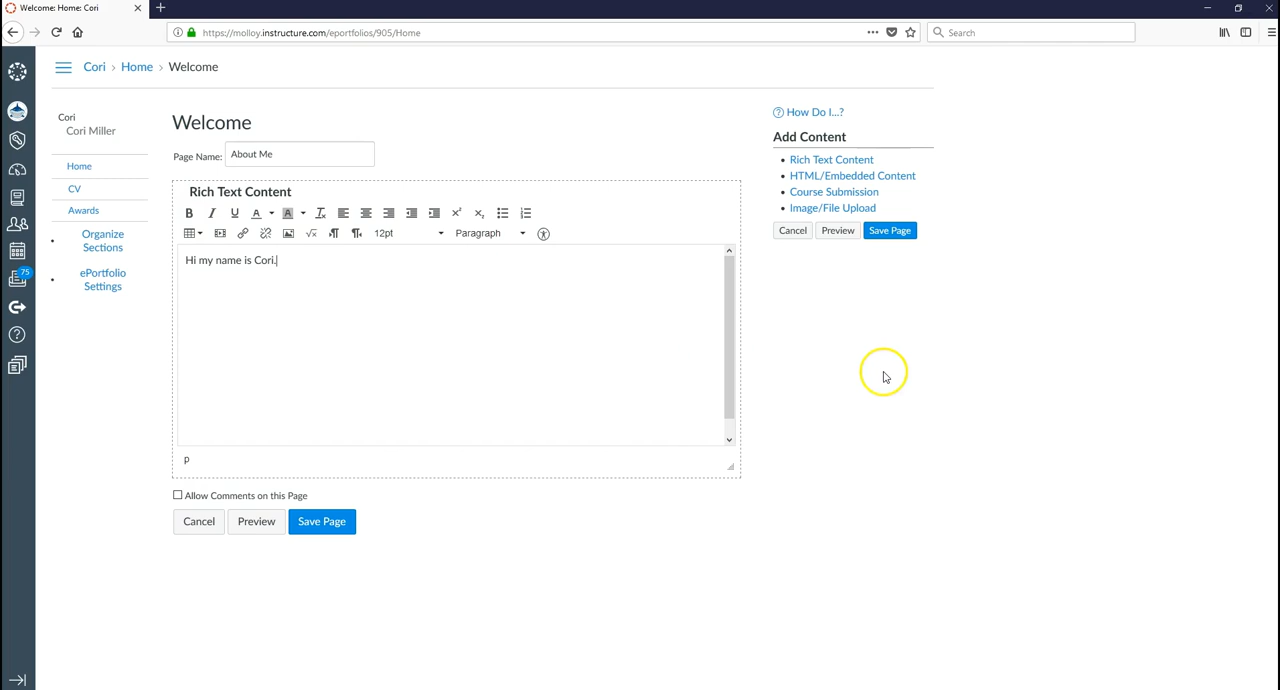 Welcome: Home: Cori
https://molloy.instructure.com/eportfolios/905/Home
Search
Cori > Home > Welcome
Cori
Cori Miller
Home
CV
Awards
Organize
Sections
ePortfolio
Settings
75
Welcome
Page Name: About Me
Rich Text Content
B I U A A
12pt Paragraph
Hi my name is Cori.
p
Allow Comments on this Page
Cancel Preview Save Page
How Do I...?
Add Content
Rich Text Content
HTML/Embedded Content
Course Submission
Image/File Upload
Cancel Preview Save Page